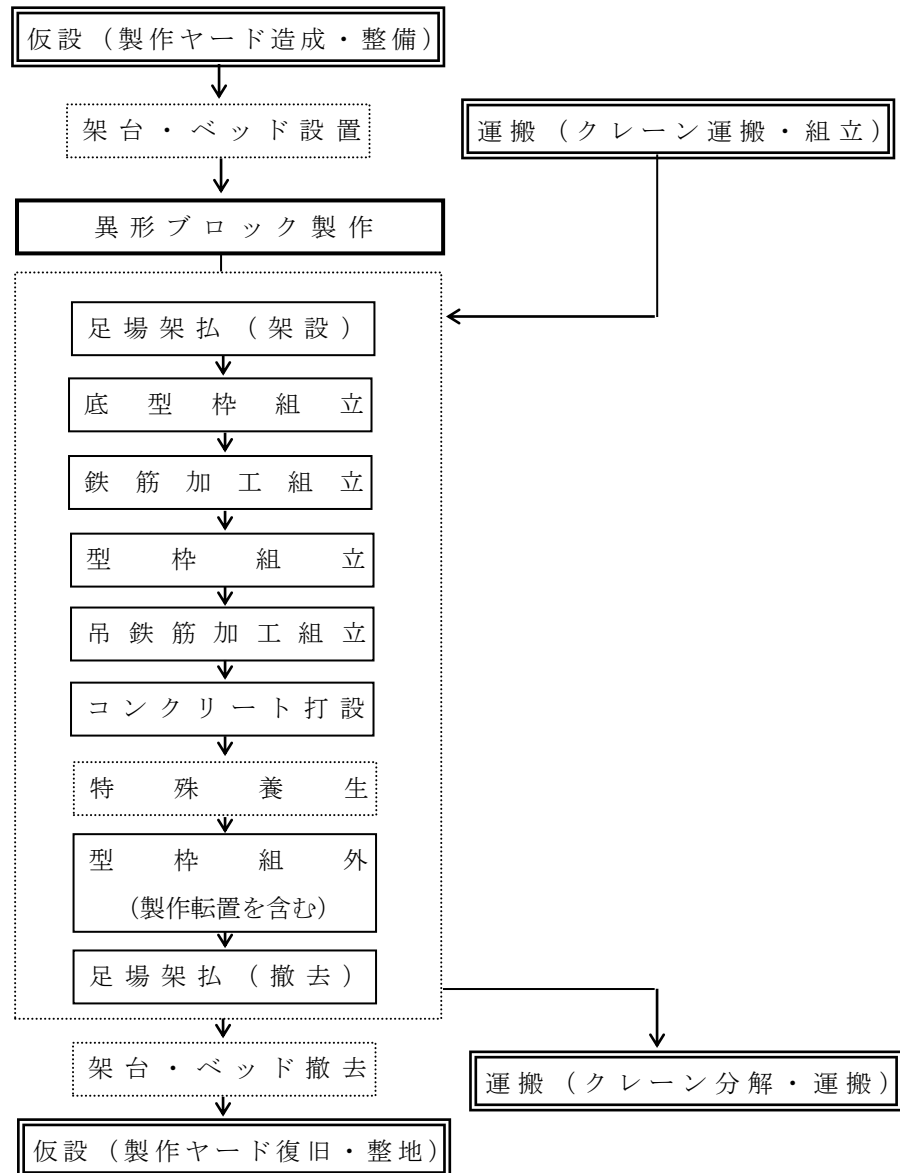 仮設（製作ヤード造成・整備）
架台・ベッド設置
運搬（クレーン運搬・組立）
異形ブロック製作
足場架払（架設）
底型枠組立
鉄筋加工組立
型枠組立
吊鉄筋加工組立
コンクリート打設
特殊養生
型枠組外
（製作転置を含む）
足場架払（撤去）
架台・ベッド撤去
運搬（クレーン分解・運搬）
仮設（製作ヤード復旧・整地）